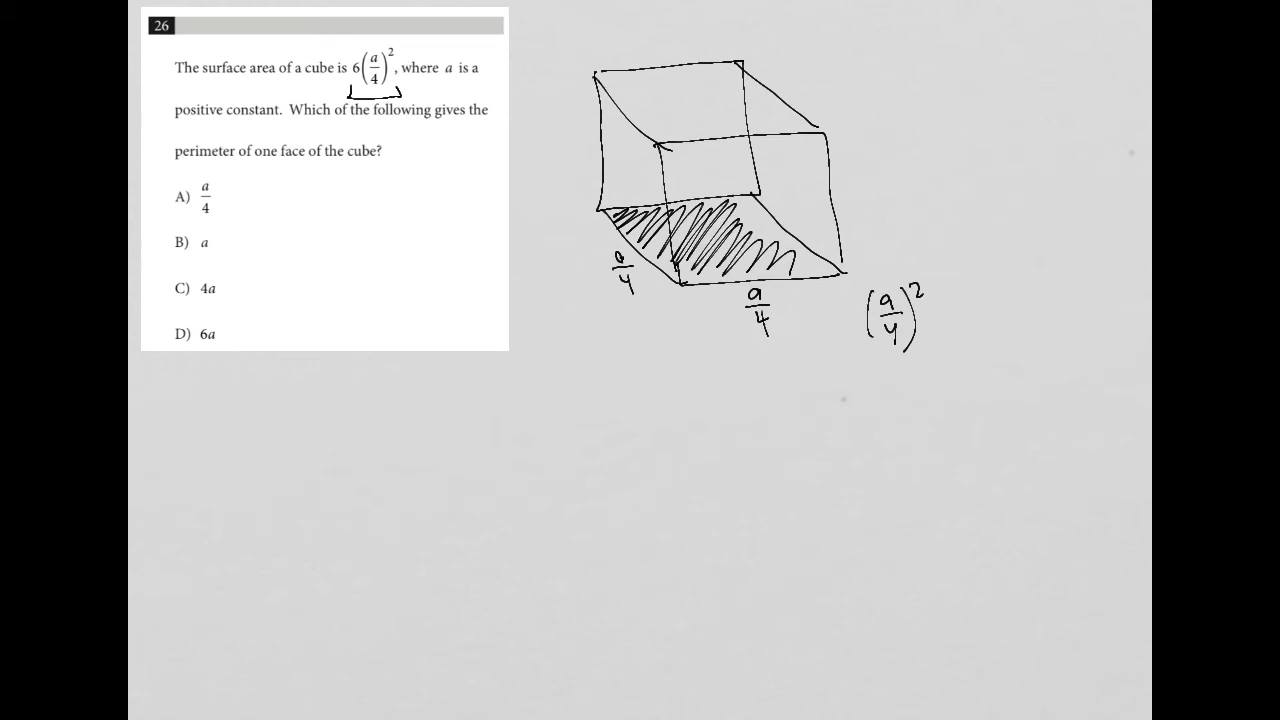 26
The surface area of a cube is 6(a/4)², where a is a
positive constant. Which of the following gives the
perimeter of one face of the cube?
A) a/4
B) a
C) 4a
D) 6a
a/4
a/4
(a/4)²